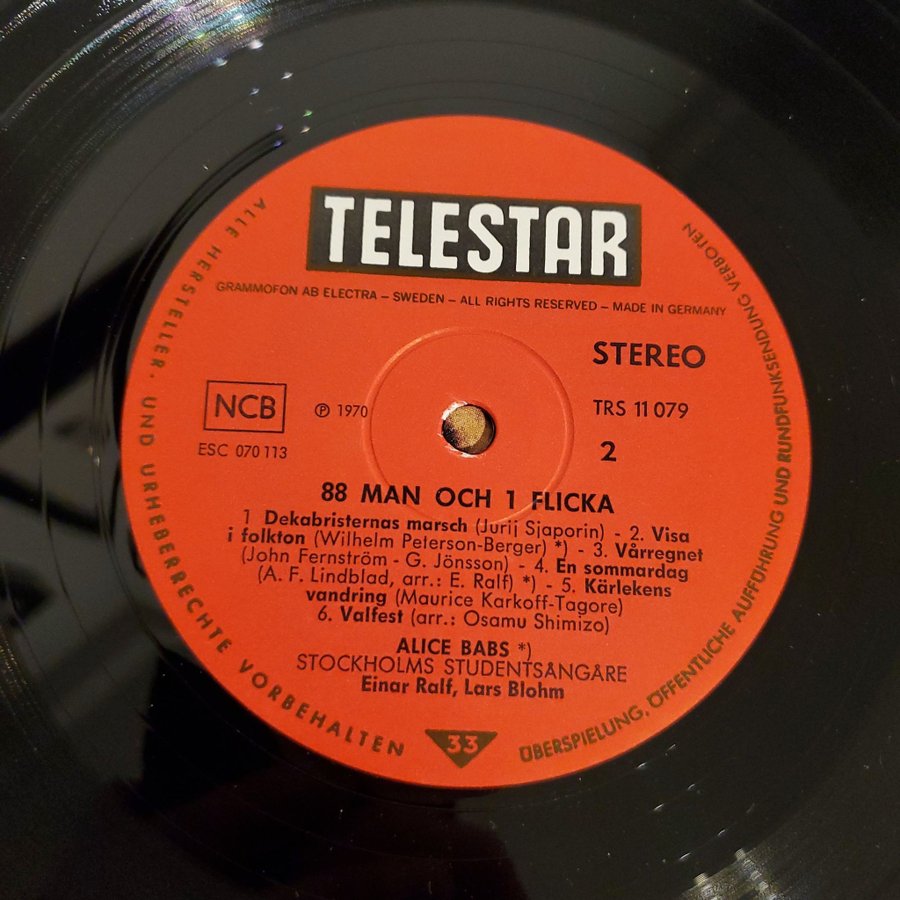 TELESTAR
GRAMMOFON AB ELECTRA – SWEDEN – ALL RIGHTS RESERVED – MADE IN GERMANY
STEREO
NCB
℗ 1970
TRS 11 079
ESC 070 113
2
88 MAN OCH 1 FLICKA
1 Dekabristernas marsch (Jurij Sjaporin) - 2. Visa
i folkton (Wilhelm Peterson-Berger) *) - 3. Vårregnet
(John Fernström - G. Jönsson) - 4. En sommardag
(A. F. Lindblad, arr.: E. Ralf) *) - 5. Kärlekens
vandring (Maurice Karkoff-Tagore)
6. Valfest (arr.: Osamu Shimizo)
ALICE BABS *)
STOCKHOLMS STUDENTSÅNGARE
Einar Ralf, Lars Blohm
33
ALLE HERSTELLER- UND URHEBERRECHTE VORBEHALTEN
ÜBERSPIELUNG, ÖFFENTLICHE AUFFÜHRUNG UND RUNDFUNKSENDUNG VERBOTEN